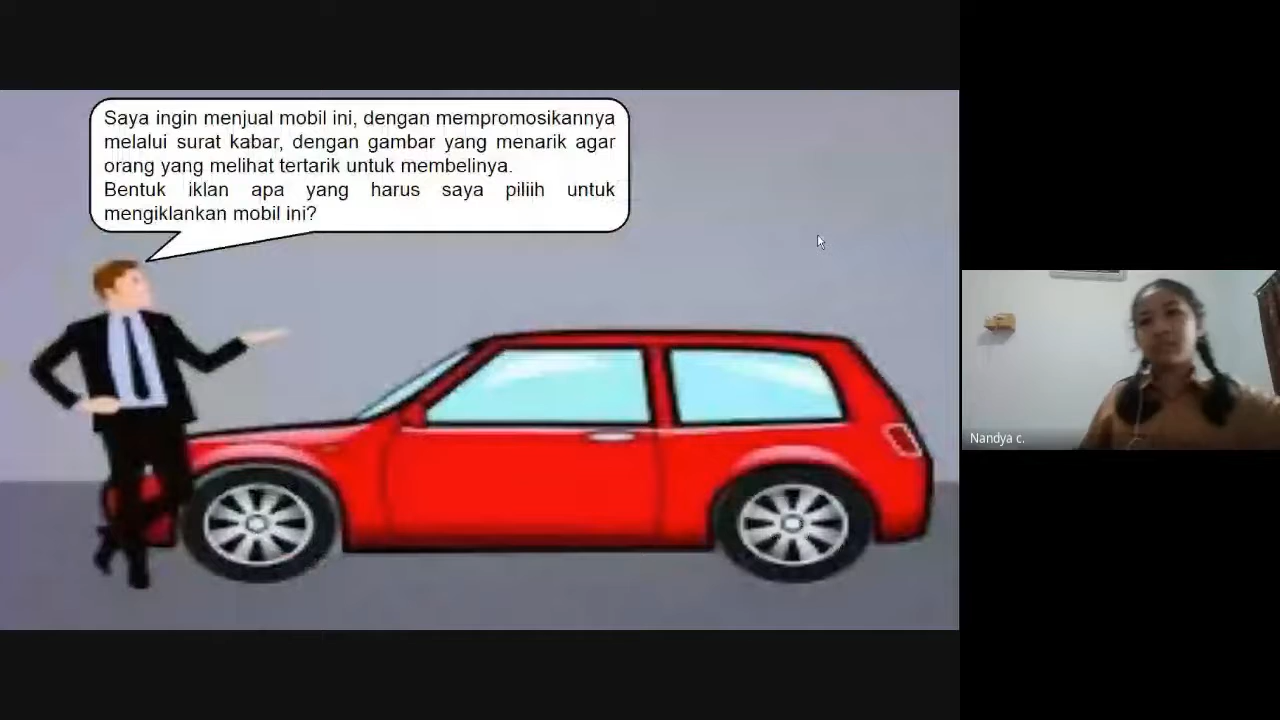 Saya ingin menjual mobil ini, dengan mempromosikannya
melalui surat kabar, dengan gambar yang menarik agar
orang yang melihat tertarik untuk membelinya.
Bentuk iklan apa yang harus saya piliih untuk
mengiklankan mobil ini?
Nandya c.